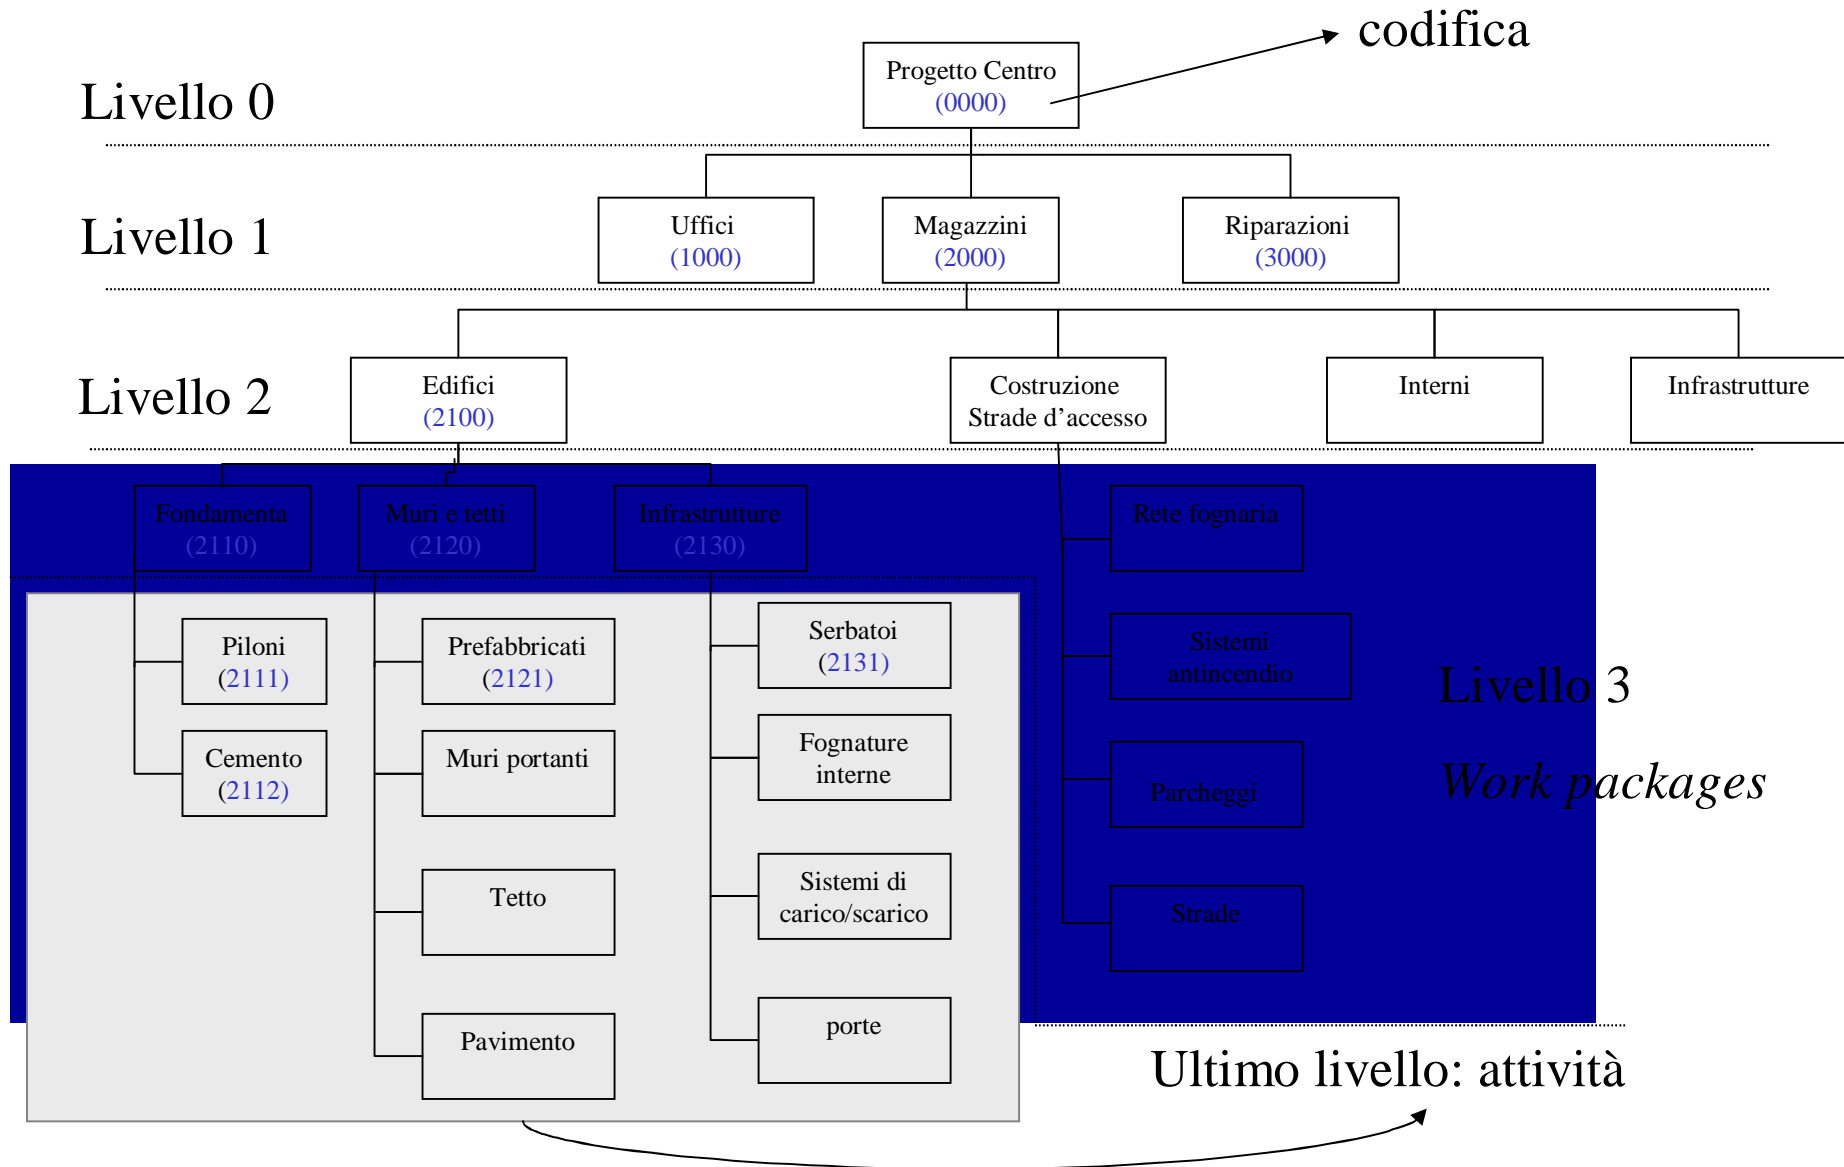 codifica
Progetto Centro
(0000)
Livello 0
Livello 1
Uffici
(1000)
Magazzini
(2000)
Riparazioni
(3000)
Livello 2
Edifici
(2100)
Costruzione
Strade d'accesso
Interni
Infrastrutture
Fondamenta
(2110)
Muri e tetti
(2120)
Infrastrutture
(2130)
Rete fognaria
Piloni
(2111)
Cemento
(2112)
Prefabbricati
(2121)
Muri portanti
Tetto
Pavimento
Serbatoi
(2131)
Fognature
interne
Sistemi di
carico/scarico
porte
Sistemi
antincendio
Parcheggi
Strade
Livello 3
Work packages
Ultimo livello: attività